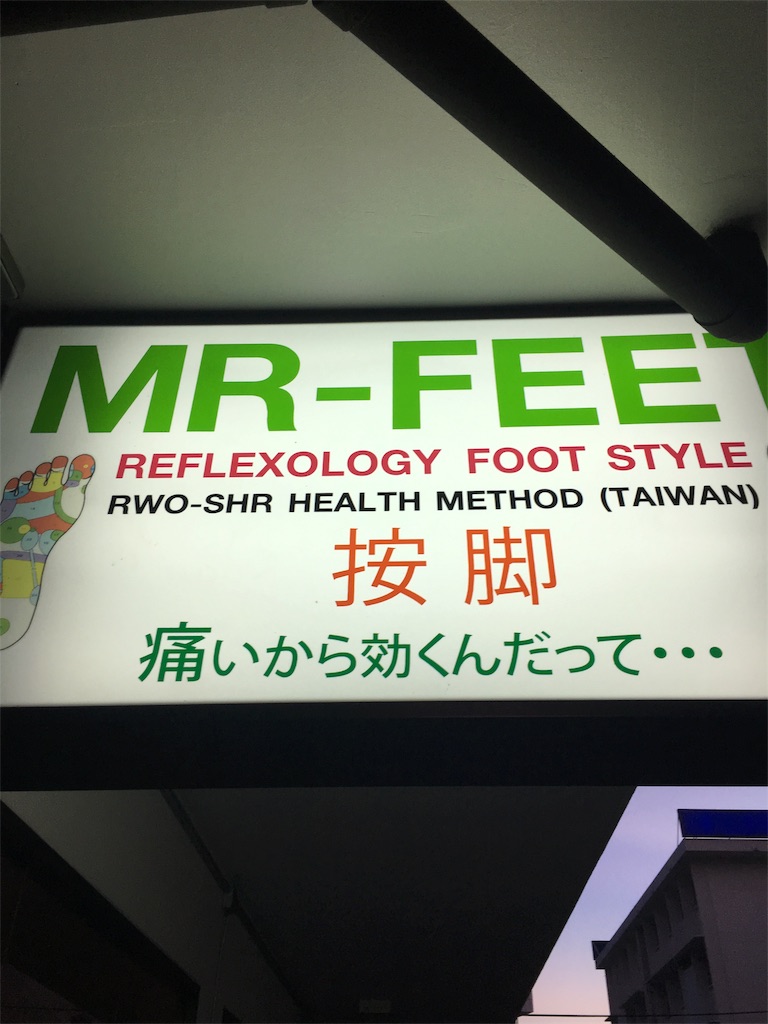 MR-FEET
REFLEXOLOGY FOOT STYLE
RWO-SHR HEALTH METHOD (TAIWAN)
按 脚
痛いから効くんだって・・・